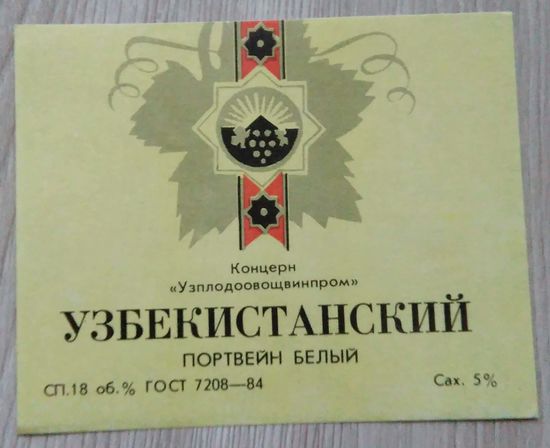 Концерн
«Узплодоовощвинпром»
УЗБЕКИСТАНСКИЙ
ПОРТВЕЙН БЕЛЫЙ
СП.18 об.% ГОСТ 7208—84 Сах. 5%